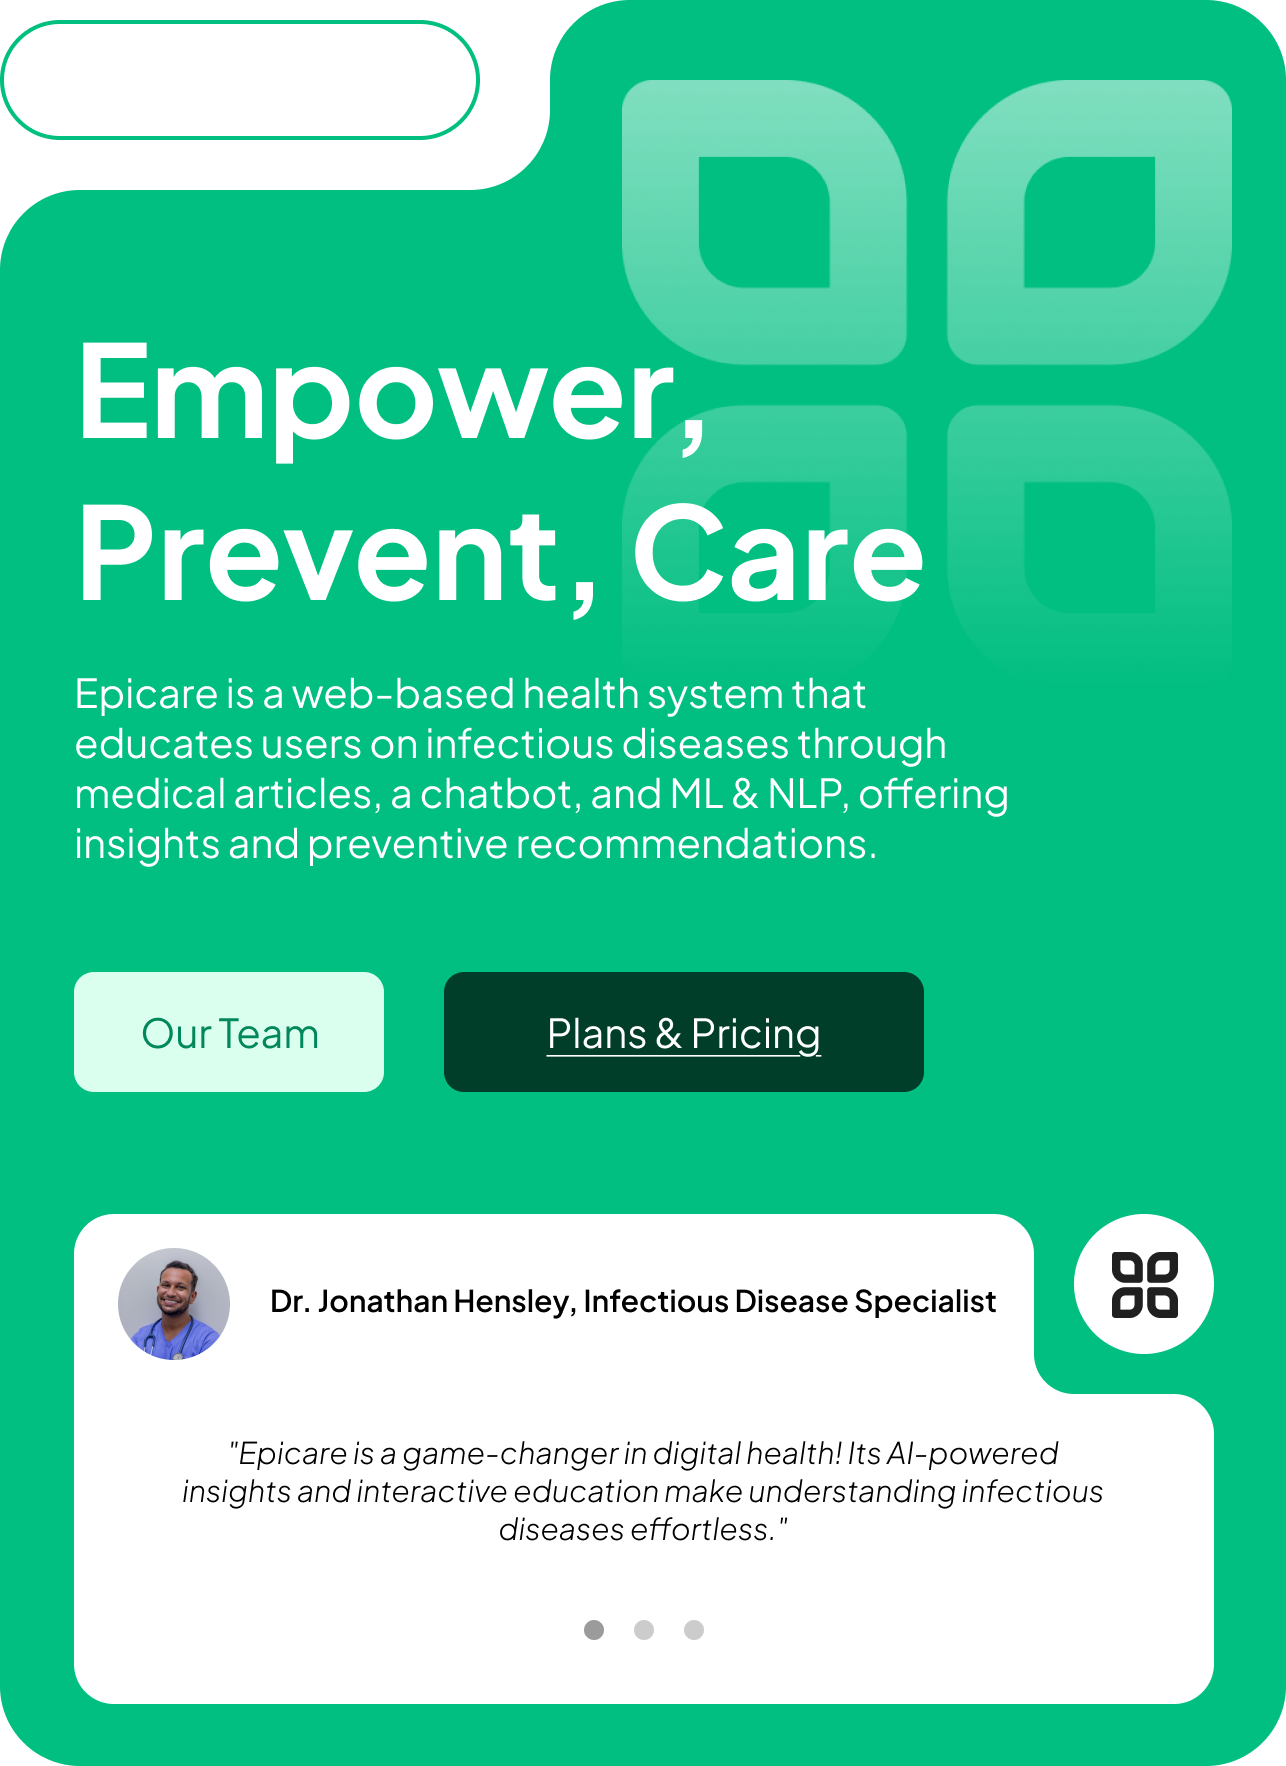 Empower,
Prevent, Care
Epicare is a web-based health system that
educates users on infectious diseases through
medical articles, a chatbot, and ML & NLP, offering
insights and preventive recommendations.
Our Team
Plans & Pricing
Dr. Jonathan Hensley, Infectious Disease Specialist
"Epicare is a game-changer in digital health! Its AI-powered
insights and interactive education make understanding infectious
diseases effortless."